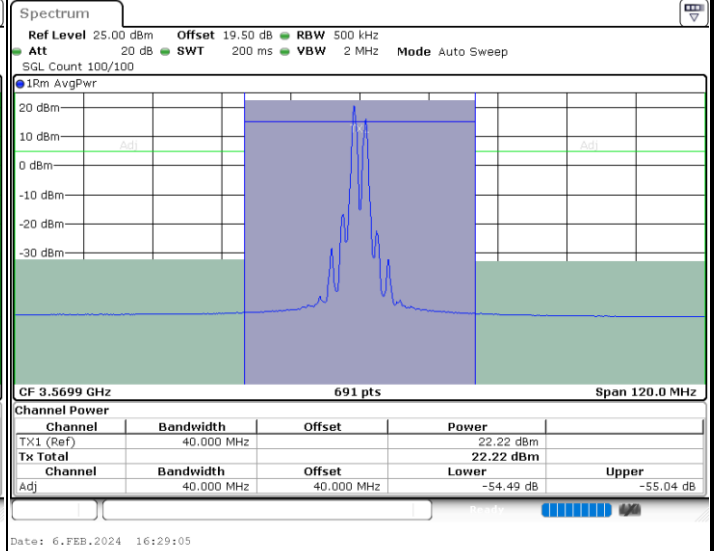 Spectrum
Ref Level 25.00 dBm Offset 19.50 dB RBW 500 kHz
Att 20 dB SWT 200 ms VBW 2 MHz Mode Auto Sweep
SGL Count 100/100
1Rm AvgPwr
20 dBm
10 dBm
Adj Adj
0 dBm
-10 dBm
-20 dBm
-30 dBm
CF 3.5699 GHz 691 pts Span 120.0 MHz
Channel Power
Channel Bandwidth Offset Power
TX1 (Ref) 40.000 MHz 22.22 dBm
Tx Total 22.22 dBm
Channel Bandwidth Offset Lower Upper
Adj 40.000 MHz 40.000 MHz -54.49 dB -55.04 dB
Ready
Date: 6.FEB.2024 16:29:05